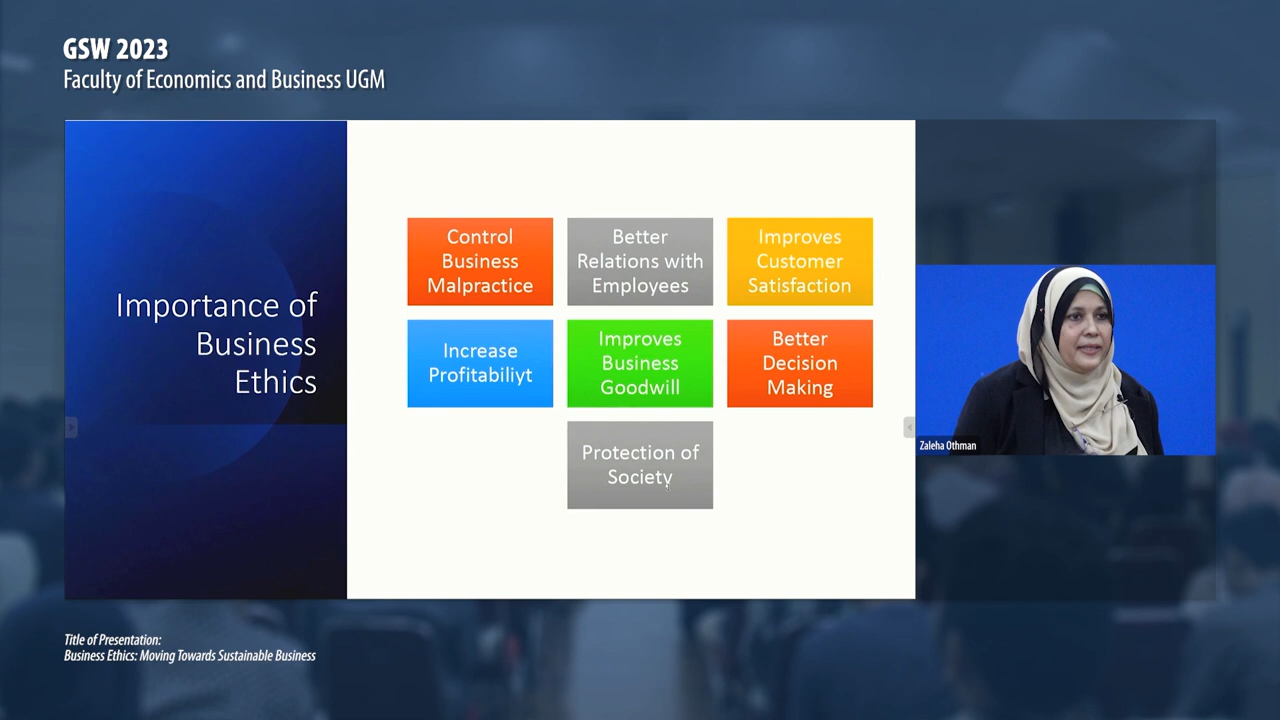 GSW 2023
Faculty of Economics and Business UGM
Importance of
Business
Ethics
Control
Business
Malpractice
Better
Relations with
Employees
Improves
Customer
Satisfaction
Increase
Profitabiliyt
Improves
Business
Goodwill
Better
Decision
Making
Protection of
Society
Zaleha Othman
Title of Presentation:
Business Ethics: Moving Towards Sustainable Business